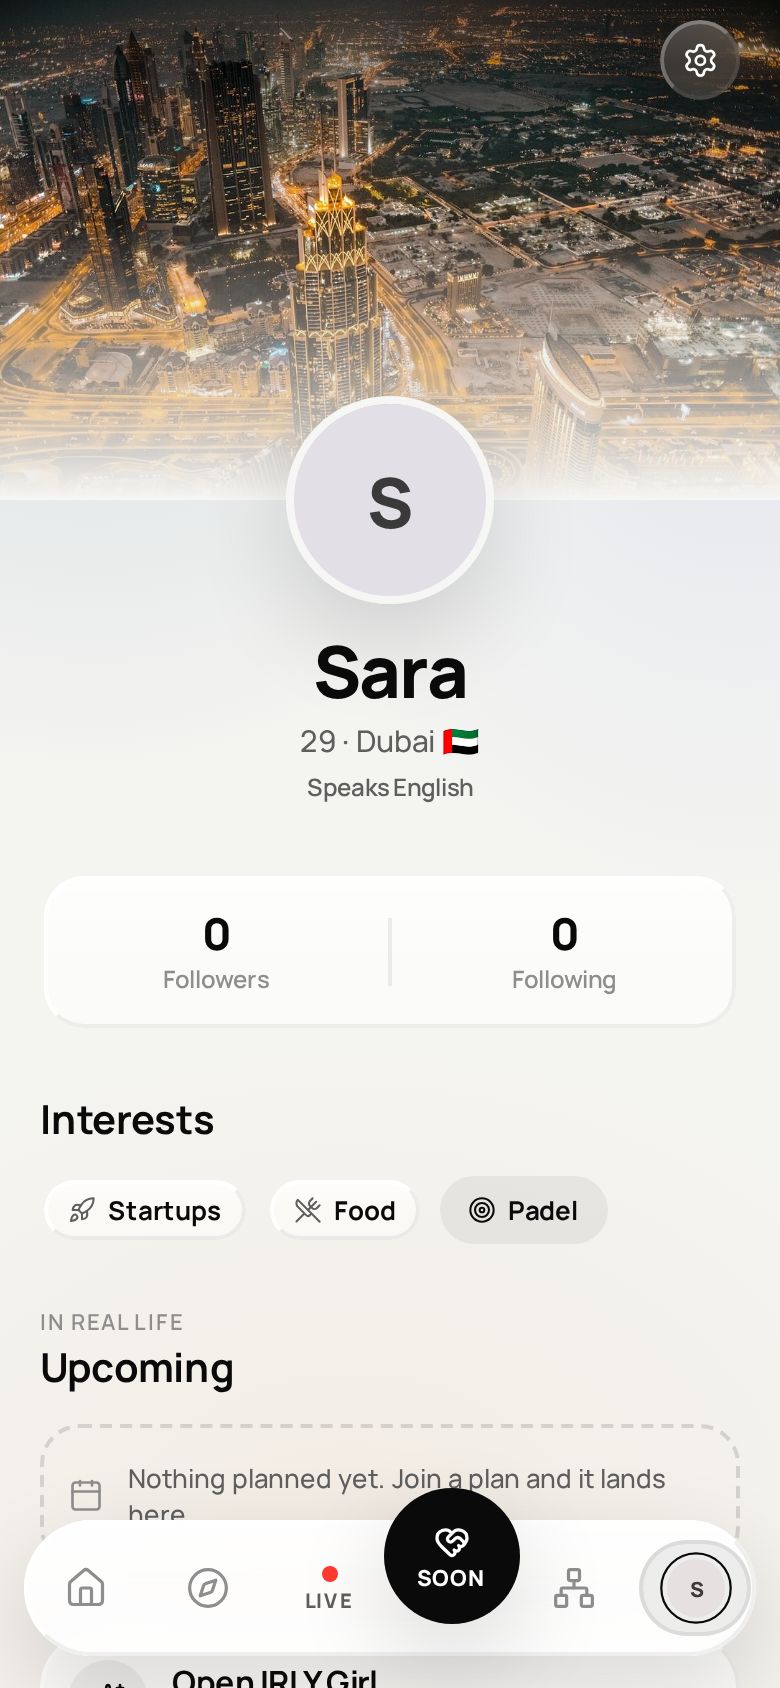 S
Sara
29 · Dubai 🇦🇪
Speaks English
0
Followers
0
Following
Interests
Startups
Food
Padel
IN REAL LIFE
Upcoming
Nothing planned yet. Join a plan and it lands
here
SOON
LIVE
S
Open IRLY Girl